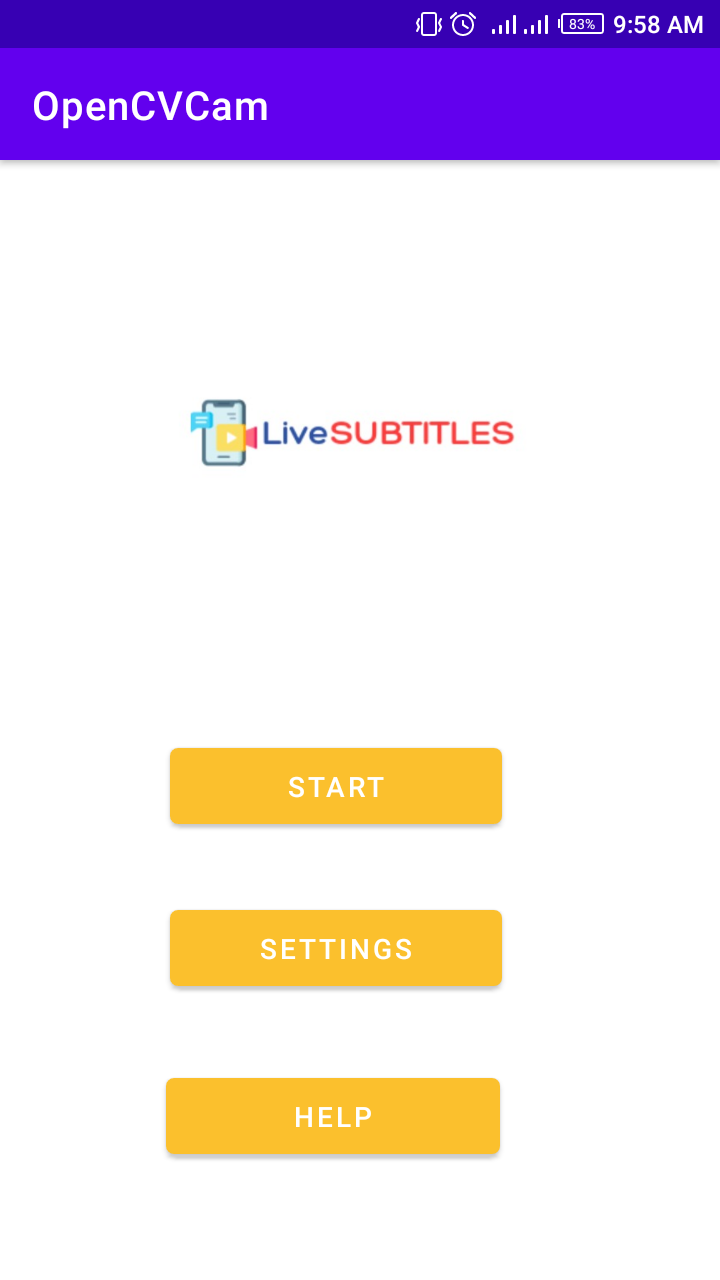 83% 9:58 AM
OpenCVCam
LiveSUBTITLES
START
SETTINGS
HELP